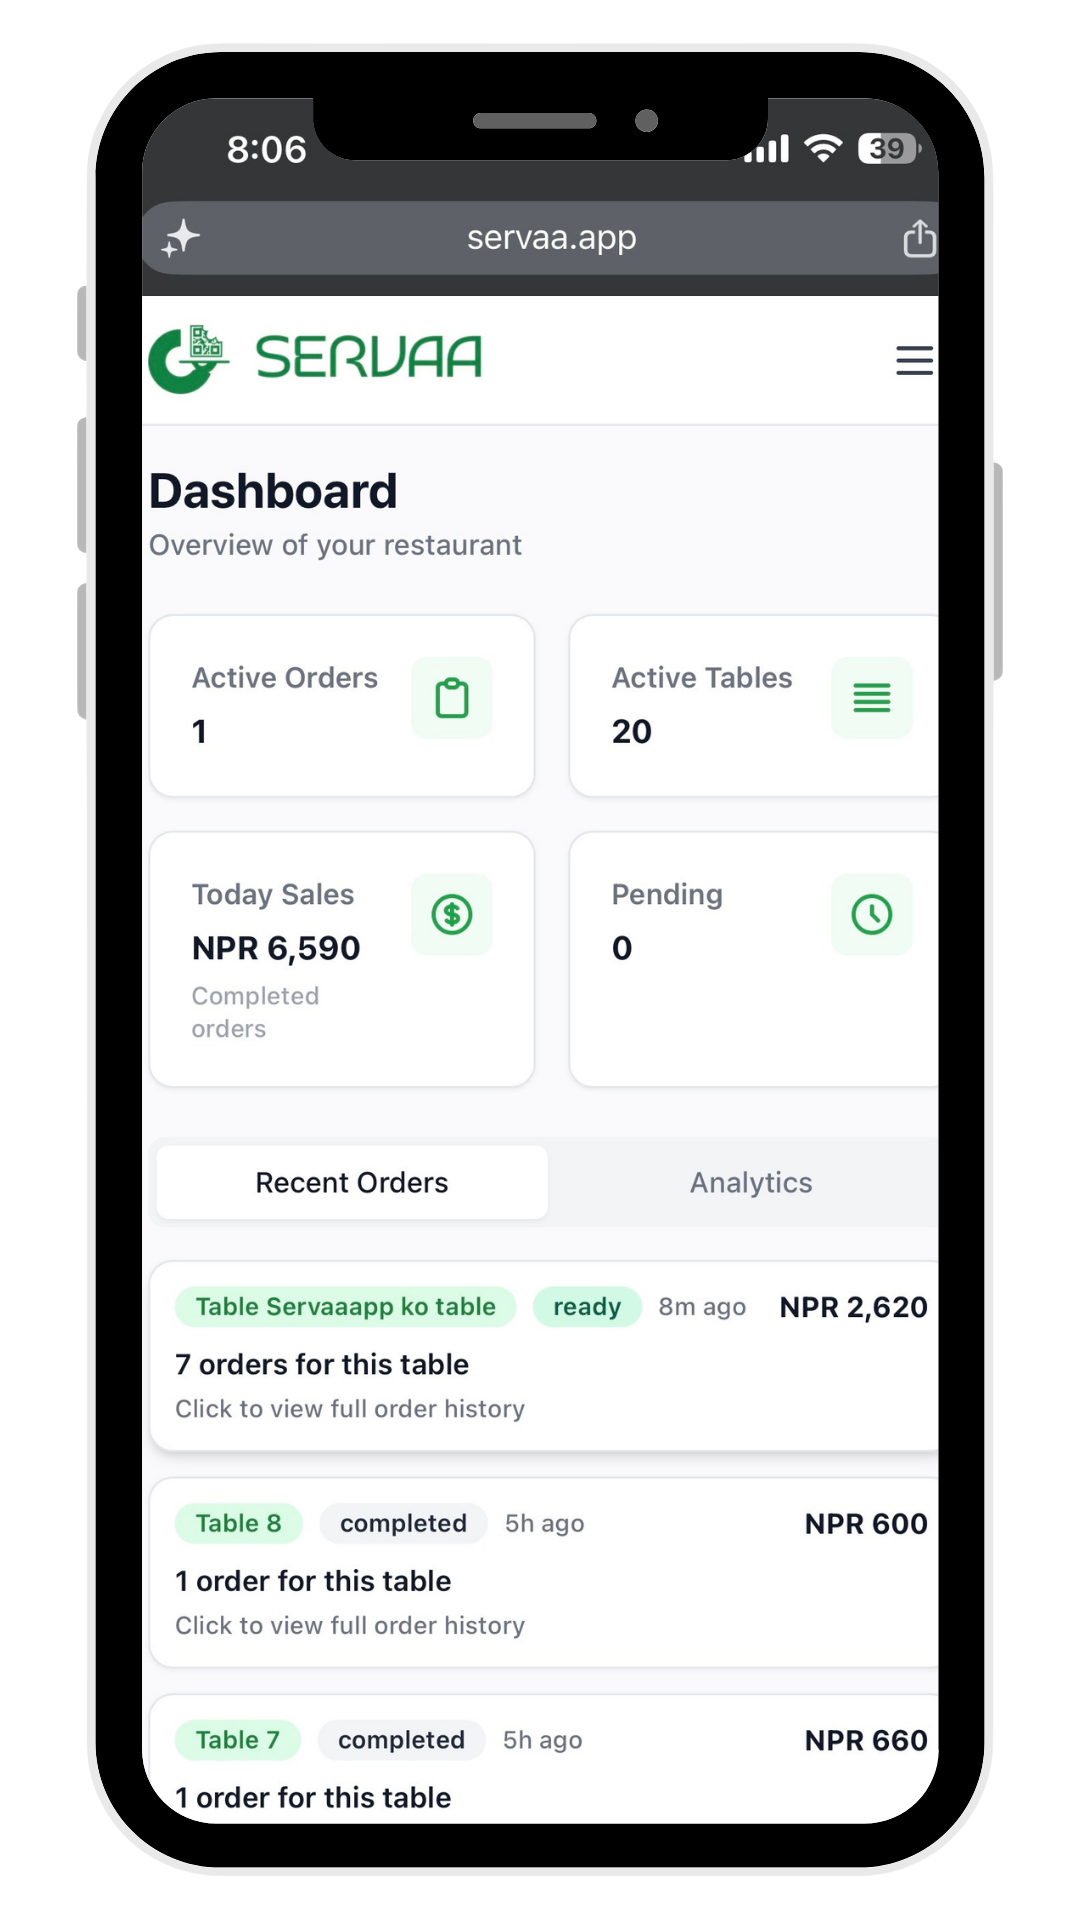 8:06
39
servaa.app
SERVAA
Dashboard
Overview of your restaurant
Active Orders
1
Active Tables
20
Today Sales
NPR 6,590
Completed
orders
Pending
0
Recent Orders
Analytics
Table Servaaapp ko table ready 8m ago NPR 2,620
7 orders for this table
Click to view full order history
Table 8 completed 5h ago NPR 600
1 order for this table
Click to view full order history
Table 7 completed 5h ago NPR 660
1 order for this table